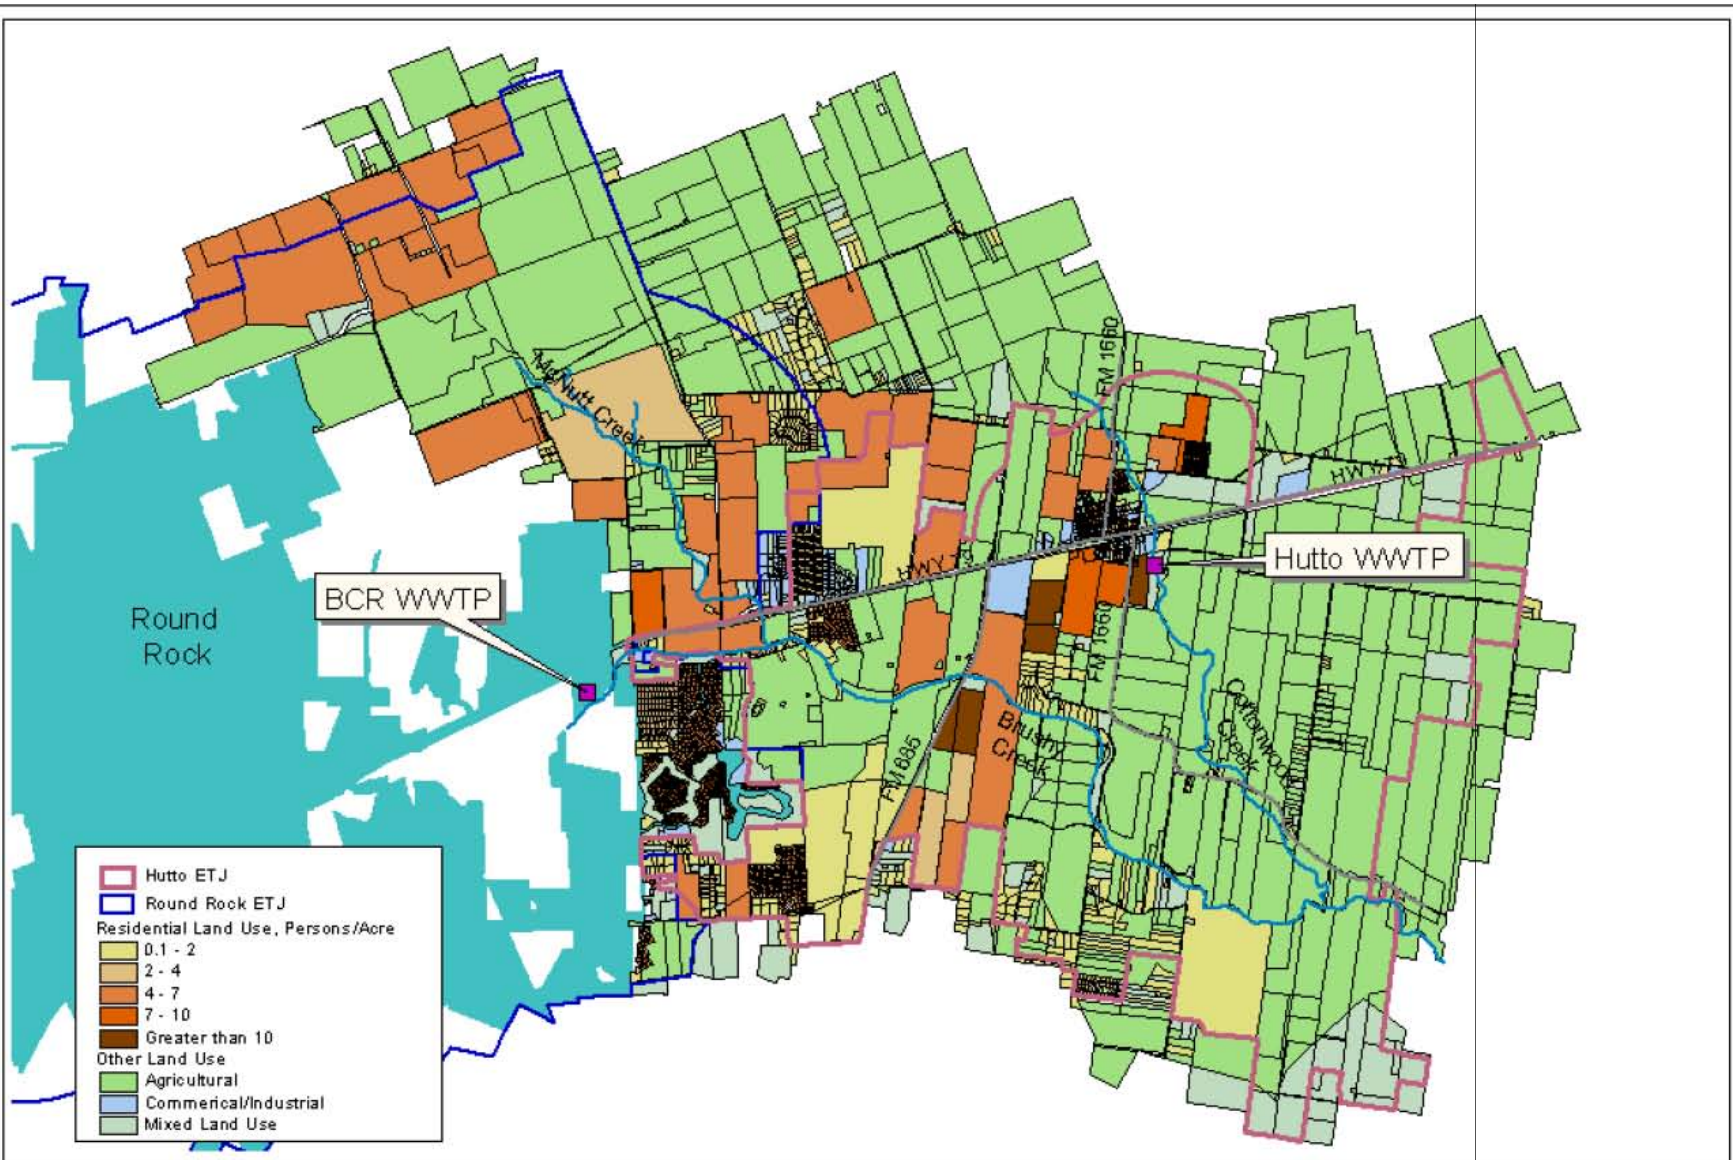 FM 1660
McNutt Creek
HWY 79
HWY 79
Hutto WWTP
BCR WWTP
Round
Rock
FM 1660
Cottonwood
Creek
Brushy
Creek
FM 685
Hutto ETJ
Round Rock ETJ
Residential Land Use, Persons/Acre
0.1 - 2
2 - 4
4 - 7
7 - 10
Greater than 10
Other Land Use
Agricultural
Commerical/Industrial
Mixed Land Use